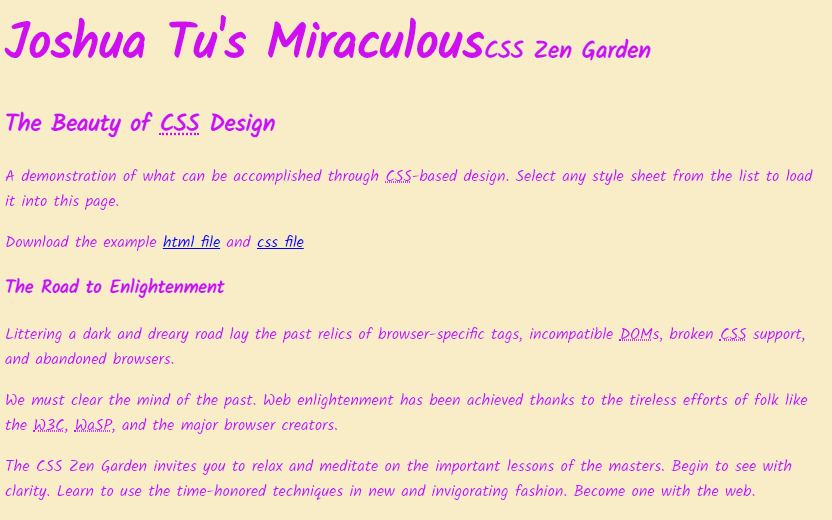 Joshua Tu's Miraculous CSS Zen Garden
The Beauty of CSS Design
A demonstration of what can be accomplished through CSS-based design. Select any style sheet from the list to load
it into this page.
Download the example html file and css file
The Road to Enlightenment
Littering a dark and dreary road lay the past relics of browser-specific tags, incompatible DOMs, broken CSS support,
and abandoned browsers.
We must clear the mind of the past. Web enlightenment has been achieved thanks to the tireless efforts of folk like
the W3C, WaSP, and the major browser creators.
The CSS Zen Garden invites you to relax and meditate on the important lessons of the masters. Begin to see with
clarity. Learn to use the time-honored techniques in new and invigorating fashion. Become one with the web.